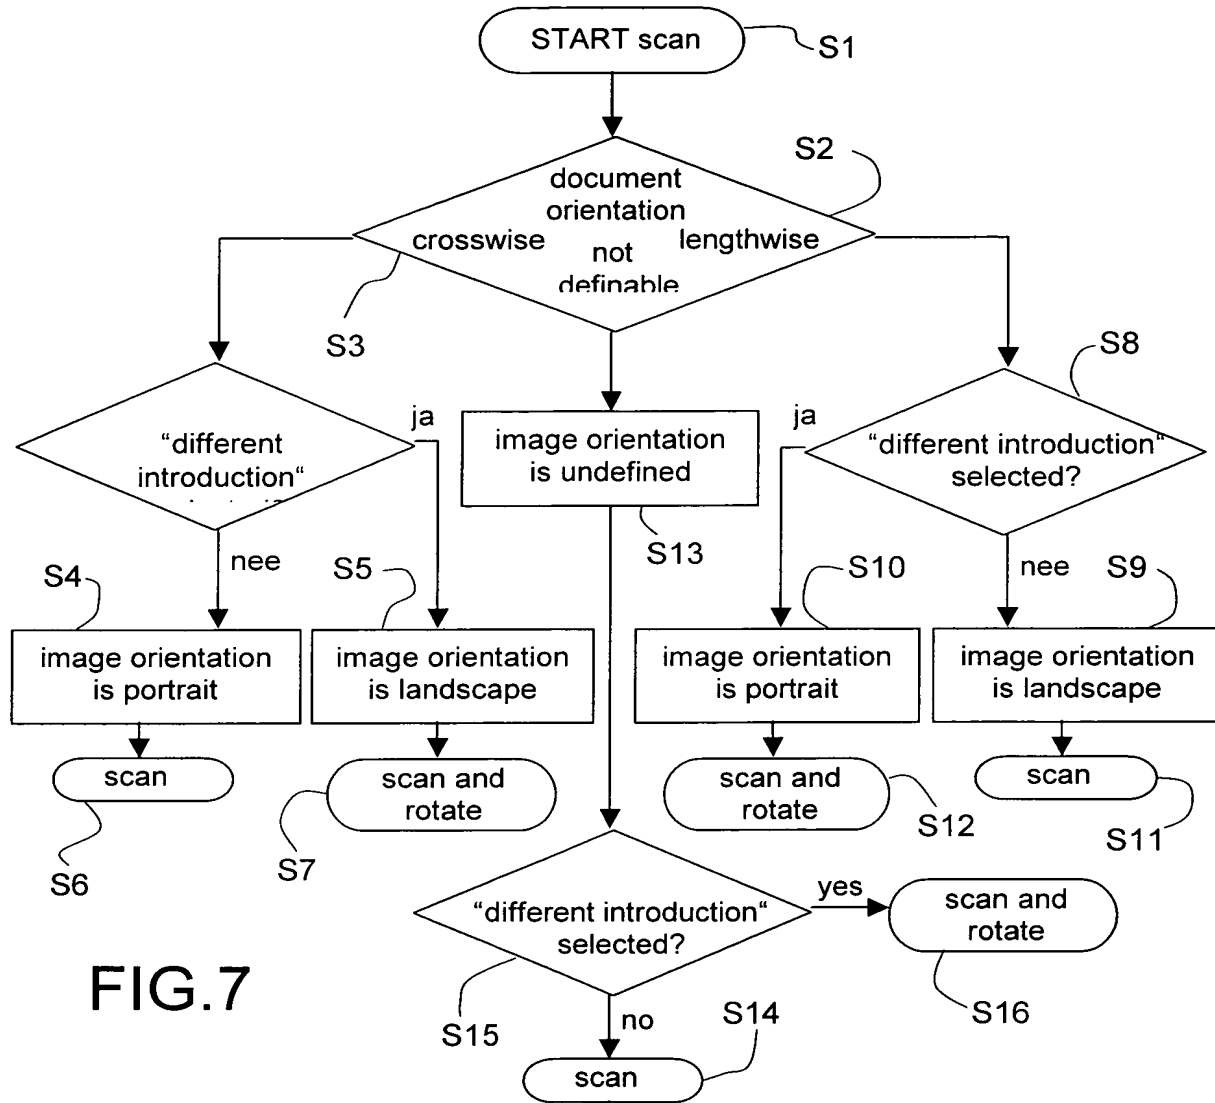 START scan
S1
S2
document
orientation
crosswise
lengthwise
not
definable
S3
S8
ja
ja
“different
introduction“
image orientation
is undefined
“different introduction“
selected?
S13
nee
nee
S4
S5
S10
S9
image orientation
is portrait
image orientation
is landscape
image orientation
is portrait
image orientation
is landscape
scan
scan and
rotate
scan and
rotate
scan
S6
S7
S12
S11
“different introduction“
selected?
yes
scan and
rotate
FIG.7
S15
no
S14
S16
scan